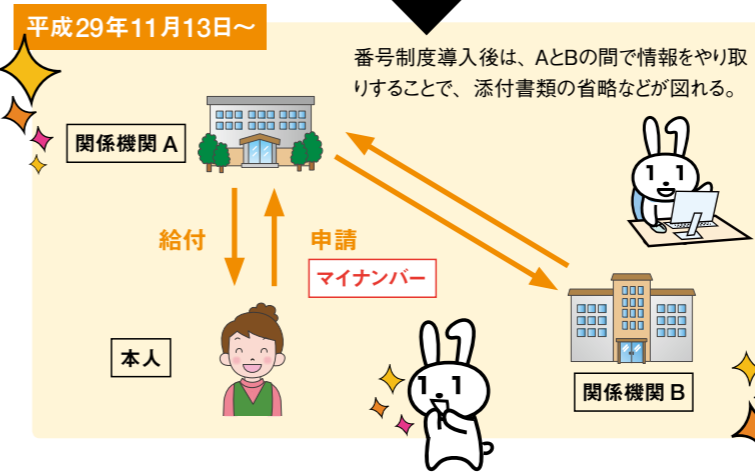 平成29年11月13日〜
番号制度導入後は、AとBの間で情報をやり取
りすることで、添付書類の省略などが図れる。
関係機関 A
給付
申請
マイナンバー
本人
関係機関 B